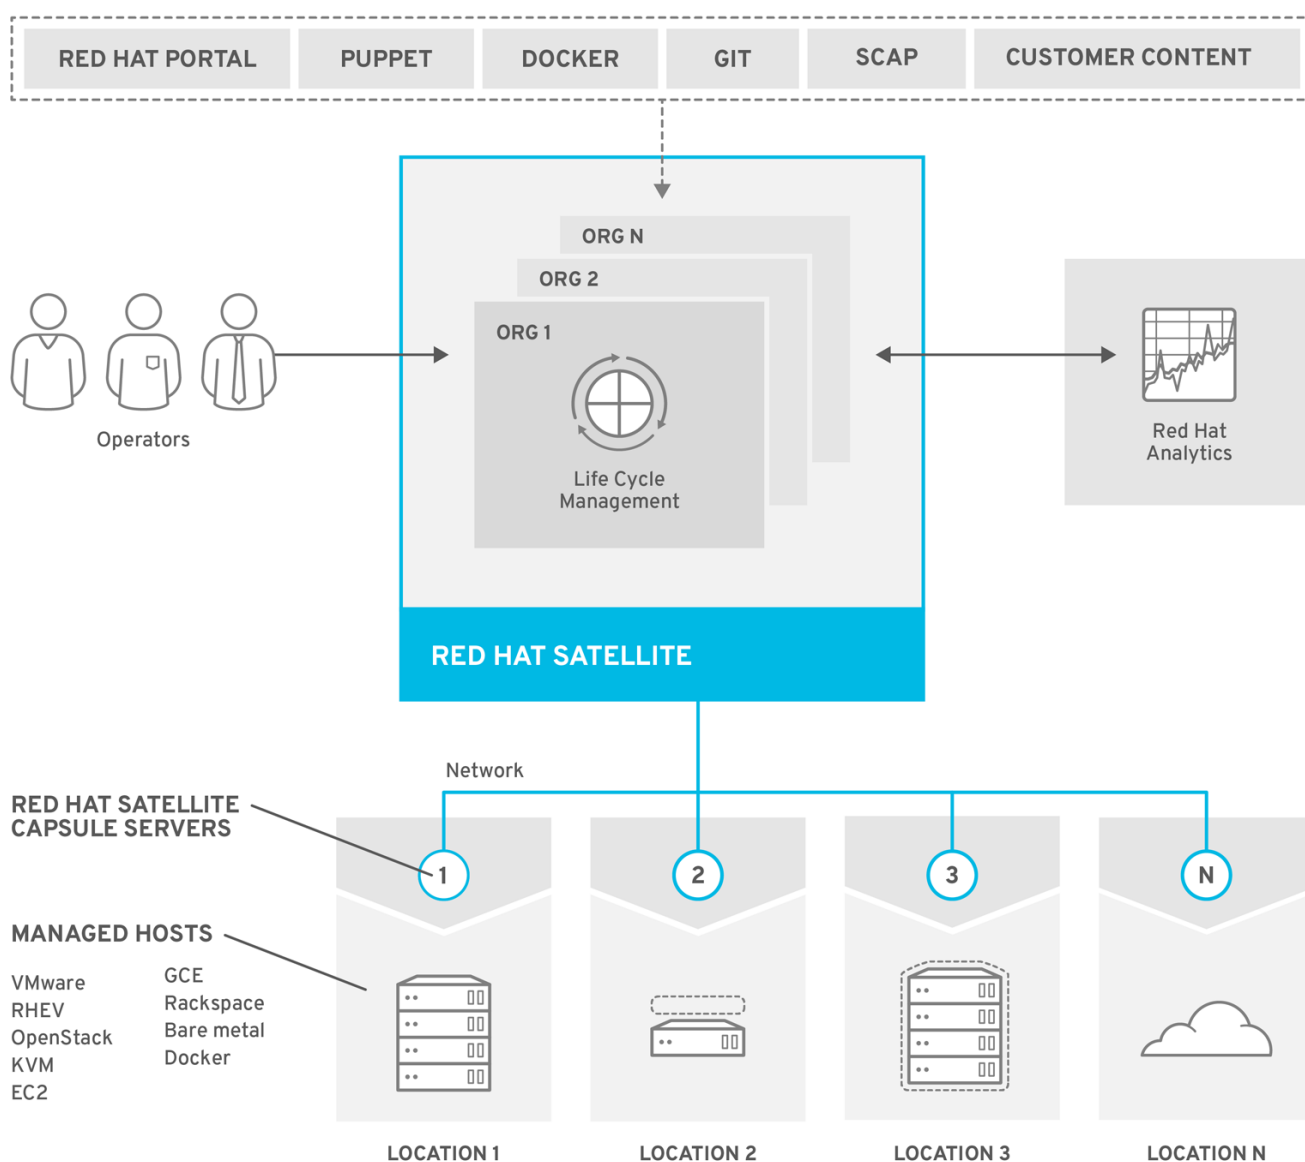 RED HAT PORTAL
PUPPET
DOCKER
GIT
SCAP
CUSTOMER CONTENT
ORG N
ORG 2
ORG 1
Life Cycle
Management
Operators
Red Hat
Analytics
RED HAT SATELLITE
Network
RED HAT SATELLITE
CAPSULE SERVERS
1
2
3
N
MANAGED HOSTS
VMware
RHEV
OpenStack
KVM
EC2
GCE
Rackspace
Bare metal
Docker
LOCATION 1
LOCATION 2
LOCATION 3
LOCATION N